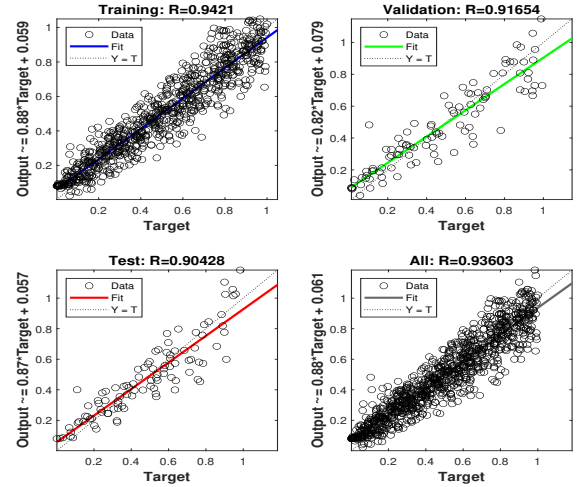 Training: R=0.9421
Output ~= 0.88*Target + 0.059
1
0.8
0.6
0.4
0.2
Data
Fit
Y = T
0.2 0.4 0.6 0.8 1
Target
Validation: R=0.91654
Output ~= 0.82*Target + 0.079
1
0.8
0.6
0.4
0.2
Data
Fit
Y = T
0.2 0.4 0.6 0.8 1
Target
Test: R=0.90428
Output ~= 0.87*Target + 0.057
1
0.8
0.6
0.4
0.2
Data
Fit
Y = T
0.2 0.4 0.6 0.8 1
Target
All: R=0.93603
Output ~= 0.88*Target + 0.061
1
0.8
0.6
0.4
0.2
Data
Fit
Y = T
0.2 0.4 0.6 0.8 1
Target